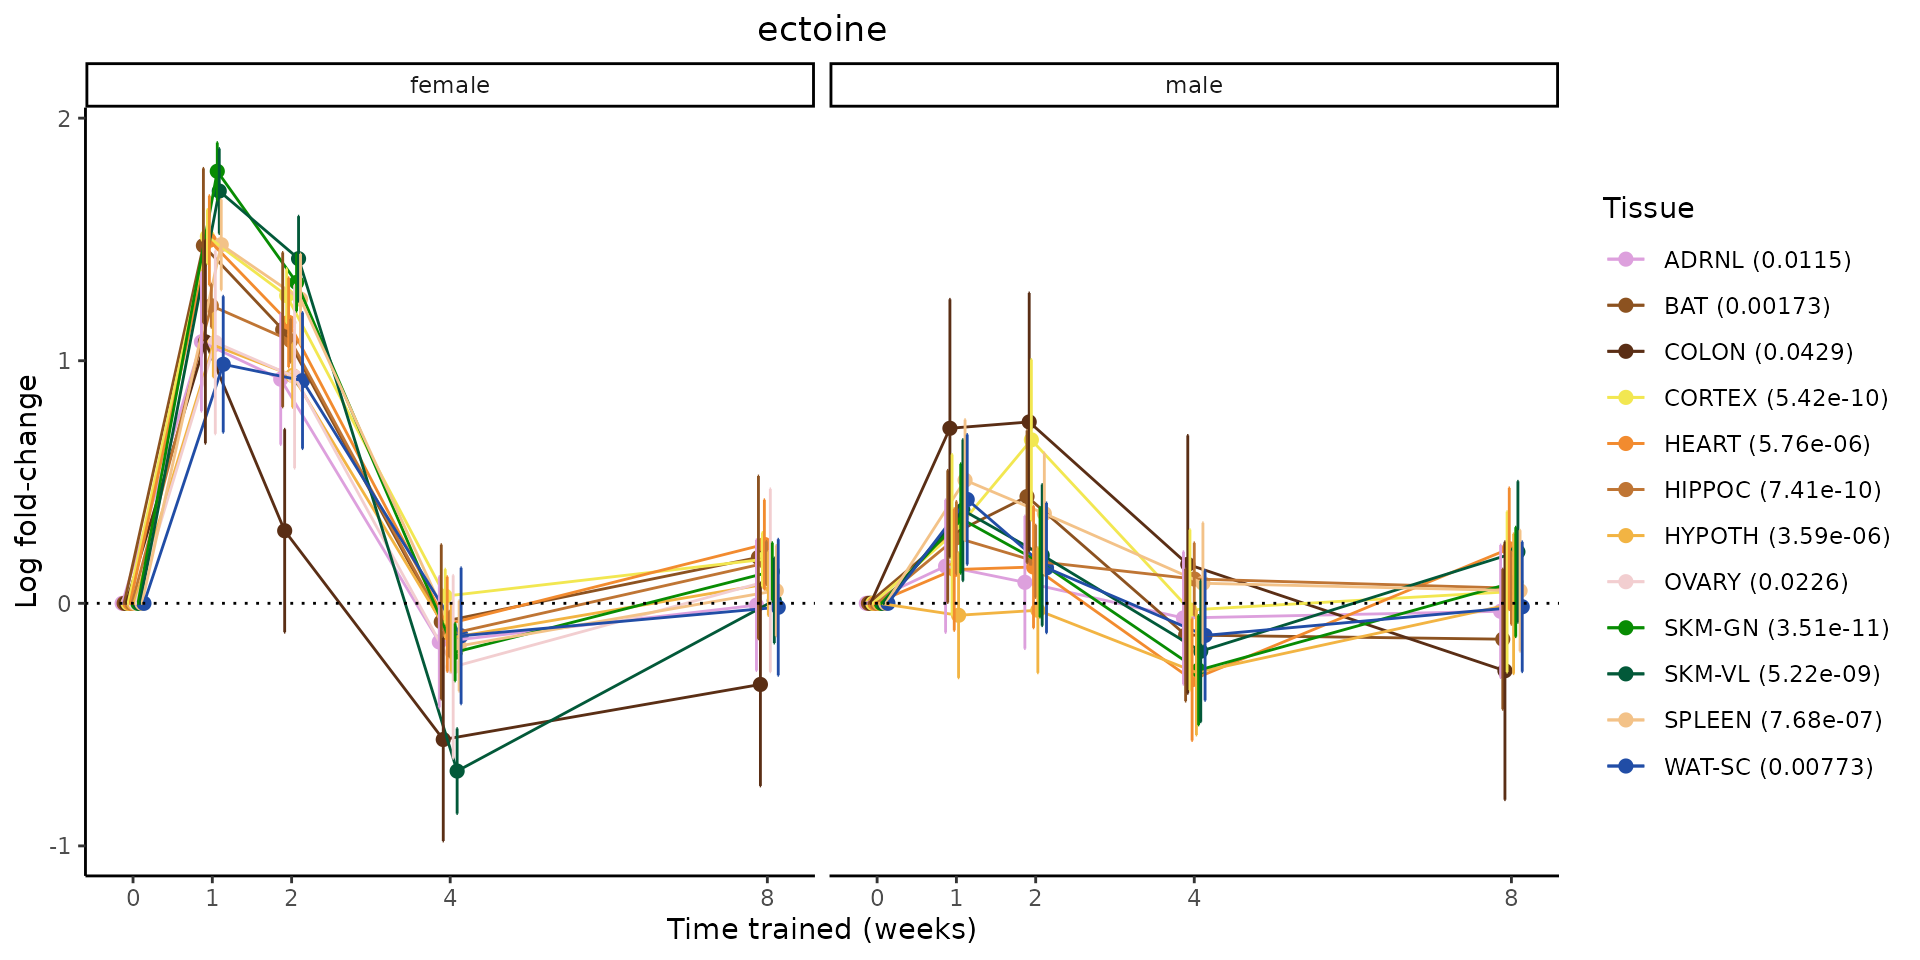 ectoine
female
male
Log fold-change
2
1
0
-1
0 1 2 4 8
0 1 2 4 8
Time trained (weeks)
Tissue
ADRNL (0.0115)
BAT (0.00173)
COLON (0.0429)
CORTEX (5.42e-10)
HEART (5.76e-06)
HIPPOC (7.41e-10)
HYPOTH (3.59e-06)
OVARY (0.0226)
SKM-GN (3.51e-11)
SKM-VL (5.22e-09)
SPLEEN (7.68e-07)
WAT-SC (0.00773)